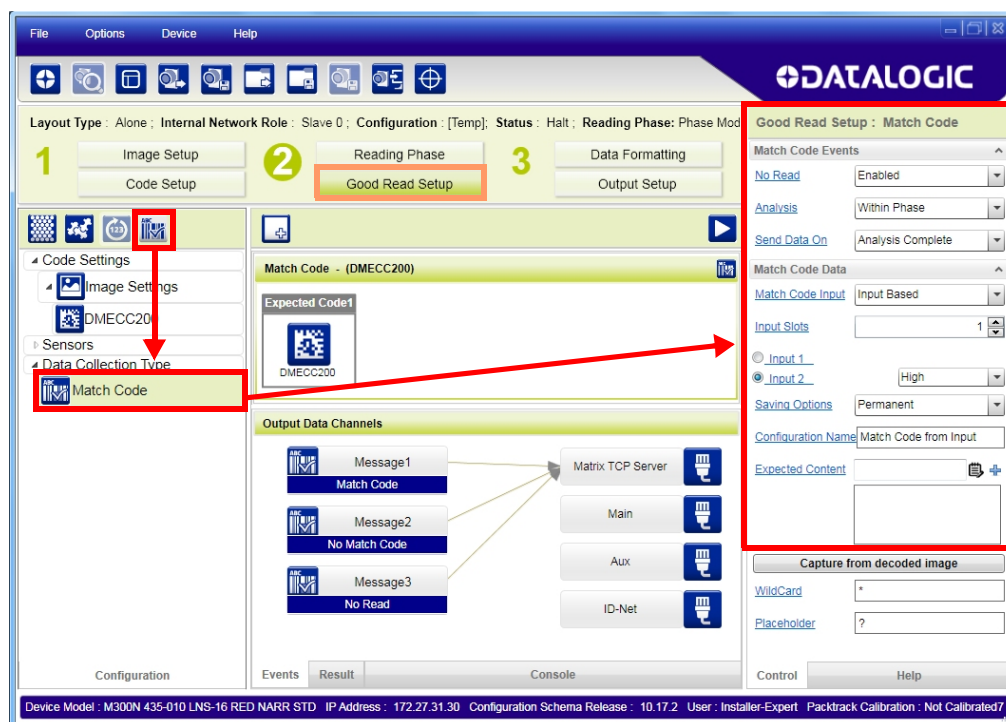 File Options Device Help
DATALOGIC
Layout Type : Alone ; Internal Network Role : Slave 0 ; Configuration : [Temp]; Status : Halt ; Reading Phase: Phase Mod
1
Image Setup
Code Setup
2
Reading Phase
Good Read Setup
3
Data Formatting
Output Setup
123
ABC
Code Settings
Image Settings
DMECC200
Sensors
Data Collection Type
ABC
Match Code
Configuration
Match Code - (DMECC200)
ABC
Expected Code1
DMECC200
Output Data Channels
ABC
Message1
Match Code
ABC
Message2
No Match Code
ABC
Message3
No Read
Matrix TCP Server
Main
Aux
ID-Net
Events Result Console
Good Read Setup : Match Code
Match Code Events
No Read Enabled
Analysis Within Phase
Send Data On Analysis Complete
Match Code Data
Match Code Input Input Based
Input Slots 1
Input 1
Input 2 High
Saving Options Permanent
Configuration Name Match Code from Input
Expected Content
Capture from decoded image
WildCard *
Placeholder ?
Control Help
Device Model : M300N 435-010 LNS-16 RED NARR STD IP Address : 172.27.31.30 Configuration Schema Release : 10.17.2 User : Installer-Expert Packtrack Calibration : Not Calibrated7